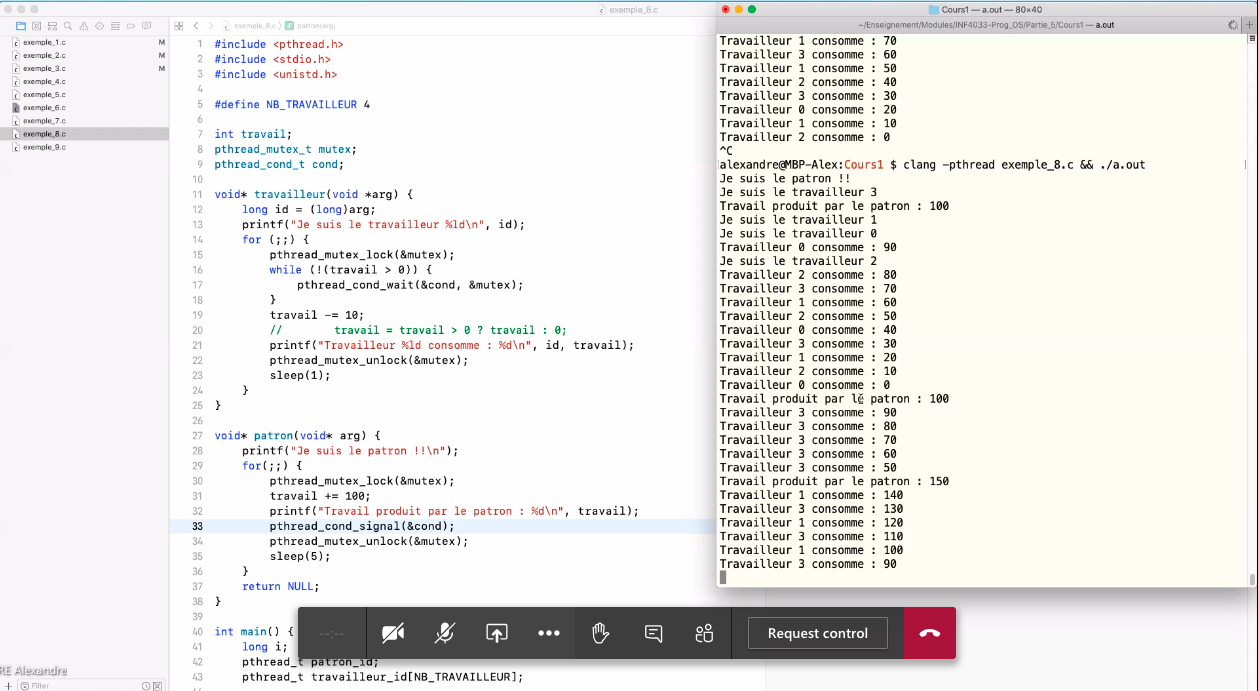 exemple_8.c
exemple_1.c M
exemple_2.c M
exemple_3.c M
exemple_4.c
exemple_5.c
exemple_6.c
exemple_7.c
exemple_8.c
exemple_9.c
exemple_8.c patron(arg)
1 #include <pthread.h>
2 #include <stdio.h>
3 #include <unistd.h>
4
5 #define NB_TRAVAILLEUR 4
6
7 int travail;
8 pthread_mutex_t mutex;
9 pthread_cond_t cond;
10
11 void* travailleur(void *arg) {
12 long id = (long)arg;
13 printf("Je suis le travailleur %ld\n", id);
14 for (;;) {
15 pthread_mutex_lock(&mutex);
16 while (!(travail > 0)) {
17 pthread_cond_wait(&cond, &mutex);
18 }
19 travail -= 10;
20 // travail = travail > 0 ? travail : 0;
21 printf("Travailleur %ld consomme : %d\n", id, travail);
22 pthread_mutex_unlock(&mutex);
23 sleep(1);
24 }
25 }
26
27 void* patron(void* arg) {
28 printf("Je suis le patron !!\n");
29 for(;;) {
30 pthread_mutex_lock(&mutex);
31 travail += 100;
32 printf("Travail produit par le patron : %d\n", travail);
33 pthread_cond_signal(&cond);
34 pthread_mutex_unlock(&mutex);
35 sleep(5);
36 }
37 return NULL;
38 }
39
40 int main() {
41 long i;
42 pthread_t patron_id;
43 pthread_t travailleur_id[NB_TRAVAILLEUR];
Cours1 — a.out — 80×40
~/Enseignement/Modules/INF4033-Prog_OS/Partie_5/Cours1 — a.out
Travailleur 1 consomme : 70
Travailleur 3 consomme : 60
Travailleur 1 consomme : 50
Travailleur 2 consomme : 40
Travailleur 3 consomme : 30
Travailleur 0 consomme : 20
Travailleur 1 consomme : 10
Travailleur 2 consomme : 0
^C
alexandre@MBP-Alex:Cours1 $ clang -pthread exemple_8.c && ./a.out
Je suis le patron !!
Je suis le travailleur 3
Travail produit par le patron : 100
Je suis le travailleur 1
Je suis le travailleur 0
Travailleur 0 consomme : 90
Je suis le travailleur 2
Travailleur 2 consomme : 80
Travailleur 3 consomme : 70
Travailleur 1 consomme : 60
Travailleur 2 consomme : 50
Travailleur 0 consomme : 40
Travailleur 3 consomme : 30
Travailleur 1 consomme : 20
Travailleur 2 consomme : 10
Travailleur 0 consomme : 0
Travail produit par le patron : 100
Travailleur 3 consomme : 90
Travailleur 3 consomme : 80
Travailleur 3 consomme : 70
Travailleur 3 consomme : 60
Travailleur 3 consomme : 50
Travail produit par le patron : 150
Travailleur 1 consomme : 140
Travailleur 3 consomme : 130
Travailleur 1 consomme : 120
Travailleur 3 consomme : 110
Travailleur 1 consomme : 100
Travailleur 3 consomme : 90
--:--
Request control
RE Alexandre
Filter